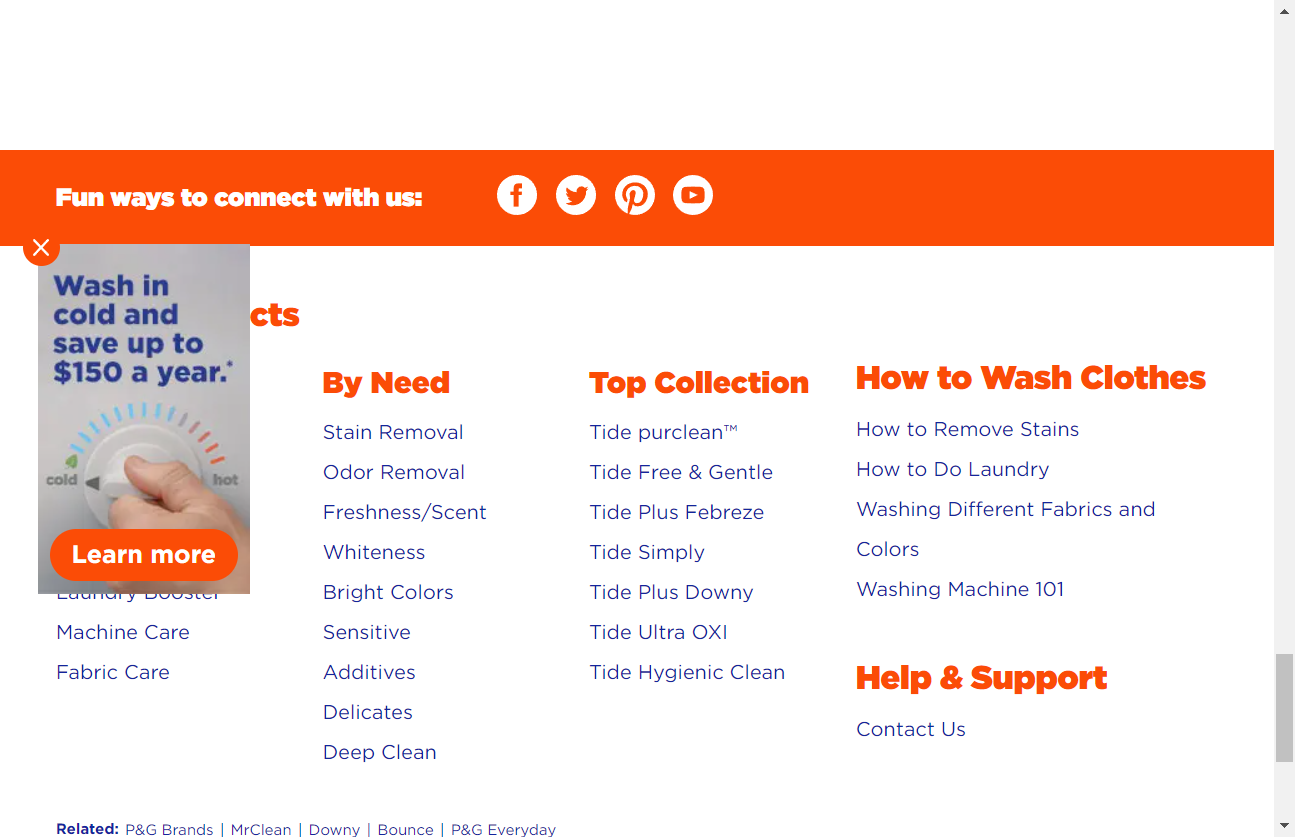 Fun ways to connect with us:
Wash in
cold and
save up to
$150 a year.*
cold
hot
Learn more
cts
Laundry Booster
Machine Care
Fabric Care
By Need
Stain Removal
Odor Removal
Freshness/Scent
Whiteness
Bright Colors
Sensitive
Additives
Delicates
Deep Clean
Top Collection
Tide purclean™
Tide Free & Gentle
Tide Plus Febreze
Tide Simply
Tide Plus Downy
Tide Ultra OXI
Tide Hygienic Clean
How to Wash Clothes
How to Remove Stains
How to Do Laundry
Washing Different Fabrics and
Colors
Washing Machine 101
Help & Support
Contact Us
Related: P&G Brands | MrClean | Downy | Bounce | P&G Everyday